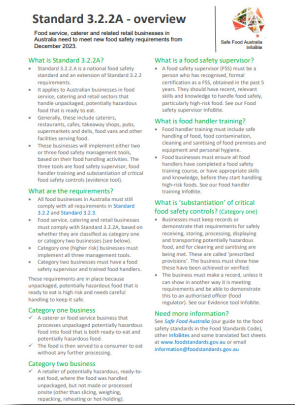 Standard 3.2.2A - overview
Food service, caterer and related retail businesses in
Australia need to meet new food safety requirements from
December 2023.
Safe Food Australia
InfoBite
What is Standard 3.2.2A?
• Standard 3.2.2A is a national food safety
standard and an extension of Standard 3.2.2
requirements.
• It applies to Australian businesses in food
service, catering and retail sectors that
handle unpackaged, potentially hazardous
food that is ready to eat.
• Generally, these include caterers,
restaurants, cafes, takeaway shops, pubs,
supermarkets and delis, food vans and other
facilities serving food.
• These businesses will implement either two
or three food safety management tools,
based on their food handling activities. The
three tools are food safety supervisor, food
handler training and substantiation of critical
food safety controls (evidence tool).
What are the requirements?
• All food businesses in Australia must still
comply with all requirements in Standard
3.2.2 and Standard 3.2.3.
• Food service, catering and retail businesses
must comply with Standard 3.2.2A, based on
whether they are classified as category one
or category two businesses (see below).
• Category one (higher risk) businesses must
implement all three management tools.
• Category two businesses must have a food
safety supervisor and trained food handlers.
These requirements are in place because
unpackaged, potentially hazardous food that is
ready to eat is high risk and needs careful
handling to keep it safe.
Category one business
✓ A caterer or food service business that
processes unpackaged potentially hazardous
food into food that is both ready-to-eat and
potentially hazardous food.
✓ The food is then served to a consumer to eat
without any further processing.
Category two business
✓ A retailer of potentially hazardous, ready-to-
eat food, where the food was handled
unpackaged, but not made or processed
onsite (other than slicing, weighing,
repacking, reheating or hot-holding).
What is a food safety supervisor?
• A food safety supervisor (FSS) must be a
person who has recognised, formal
certification as a FSS, obtained in the past 5
years. They should have recent, relevant
skills and knowledge to handle food safely,
particularly high-risk food. See our Food
safety supervisor InfoBite.
What is food handler training?
• Food handler training must include safe
handling of food, food contamination,
cleaning and sanitising of food premises and
equipment and personal hygiene.
• Food businesses must ensure all food
handlers have completed a food safety
training course, or have appropriate skills
and knowledge, before they start handling
high-risk foods. See our Food handler
training InfoBite.
What is ‘substantiation’ of critical
food safety controls? (Category one)
• Businesses must keep records or
demonstrate that requirements for safely
receiving, storing, processing, displaying
and transporting potentially hazardous
food, and for cleaning and sanitising are
being met. These are called ‘prescribed
provisions’. The business must show how
these have been achieved or verified.
• The business must make a record, unless it
can show in another way it is meeting
requirements and be able to demonstrate
this to an authorised officer (food
regulator). See our Evidence tool InfoBite.
Need more information?
See Safe Food Australia (our guide to the food
safety standards in the Food Standards Code),
other InfoBites and some translated fact sheets
at www.foodstandards.gov.au or email
information@foodstandards.gov.au